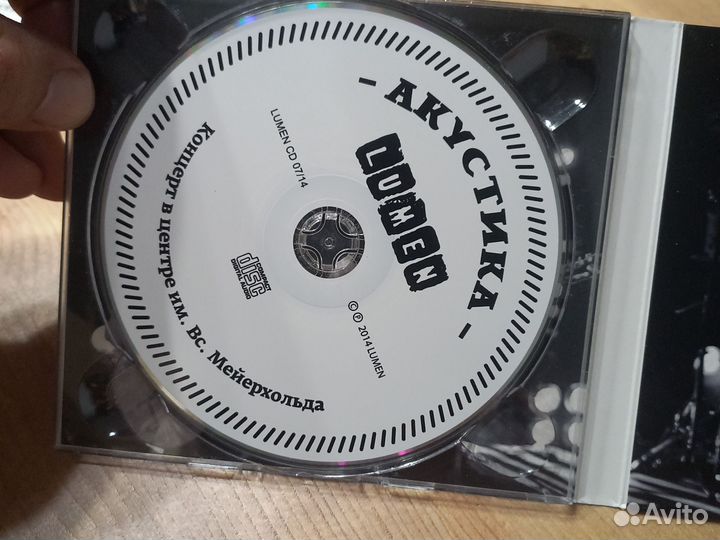 - АКУСТИКА -
LUMEN
LUMEN CD 07/14
COMPACT
disc
DIGITAL AUDIO
© ℗ 2014 LUMEN
Концерт в центре им. Вс. Мейерхольда
Avito